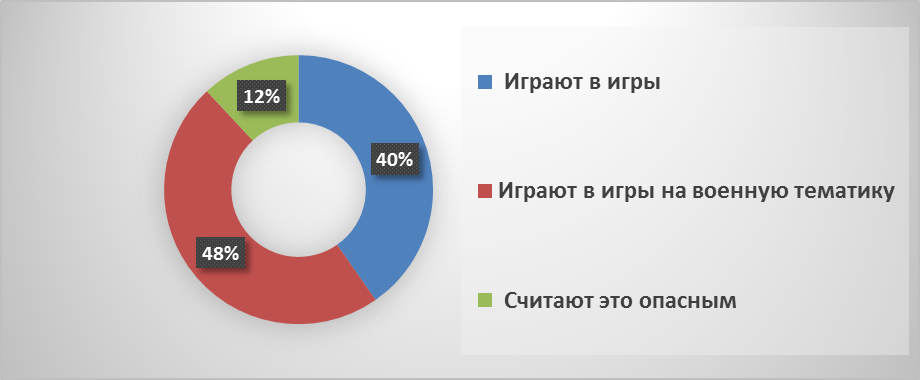 12%
40%
48%
Играют в игры
Играют в игры на военную тематику
Считают это опасным